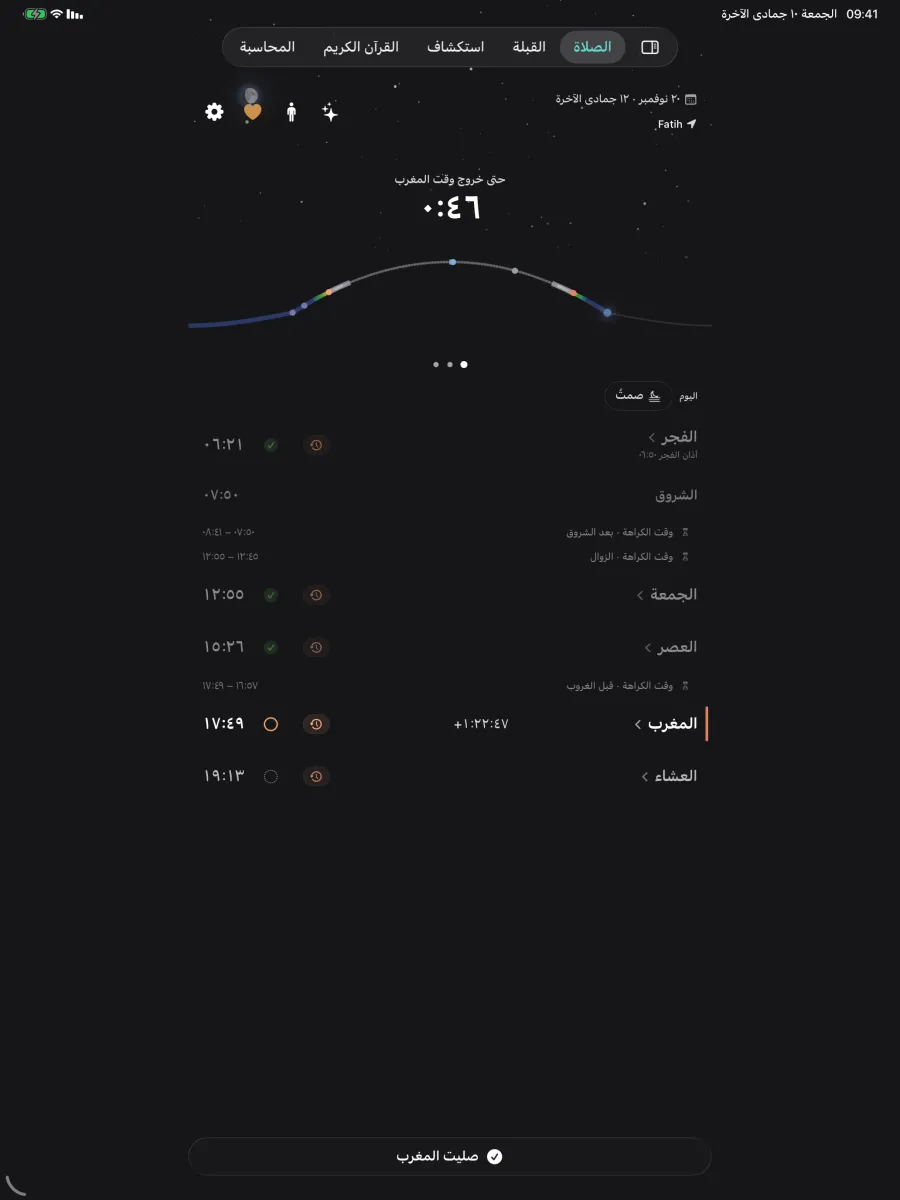 09:41 الجمعة ١٠ جمادى الآخرة
الصلاة القبلة استكشاف القرآن الكريم المحاسبة
٢٠ نوفمبر · ١٢ جمادى الآخرة
Fatih
حتى خروج وقت المغرب
٠:٤٦
اليوم صمتُ
الفجر ٠٦:٢١
أذان الفجر ٠٦:٥٠
الشروق ٠٧:٥٠
وقت الكراهة · بعد الشروق ٠٧:٥٠ – ٠٨:٤١
وقت الكراهة · الزوال ١٢:٤٥ – ١٢:٥٥
الجمعة ١٢:٥٥
العصر ١٥:٢٦
وقت الكراهة · قبل الغروب ١٦:٥٧ – ١٧:٤٩
المغرب +١:٢٢:٤٧ ١٧:٤٩
العشاء ١٩:١٣
صليت المغرب